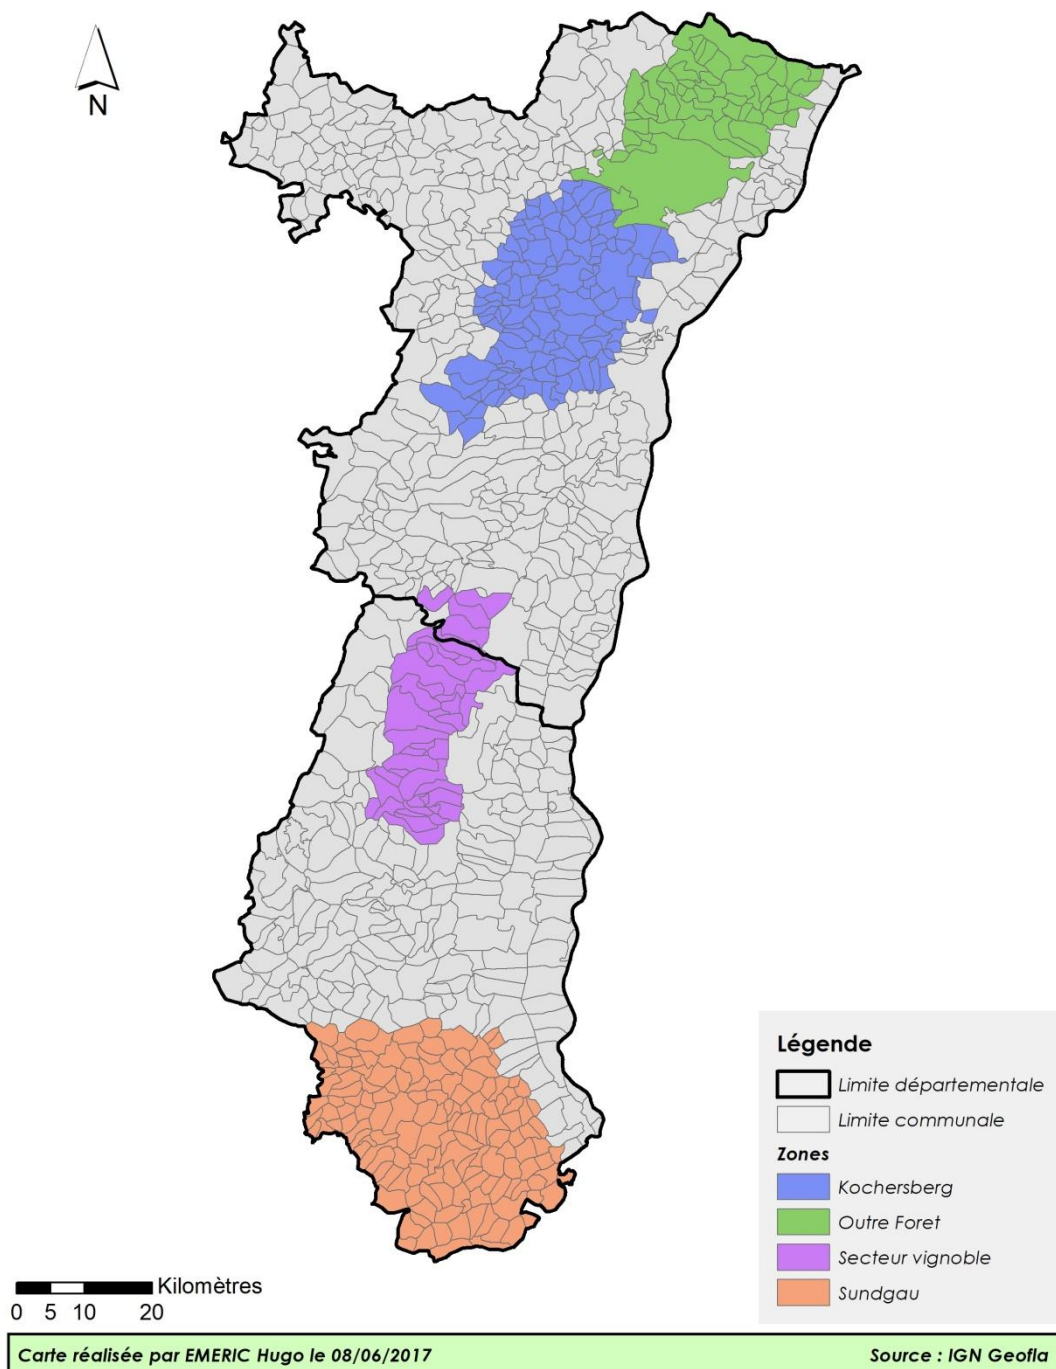 N
Légende
Limite départementale
Limite communale
Zones
Kochersberg
Outre Foret
Secteur vignoble
Sundgau
Kilomètres
0 5 10 20
Carte réalisée par EMERIC Hugo le 08/06/2017 Source : IGN Geofla